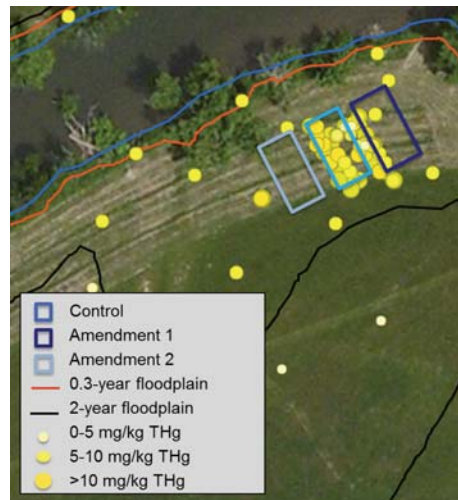 Control
Amendment 1
Amendment 2
0.3-year floodplain
2-year floodplain
0-5 mg/kg THg
5-10 mg/kg THg
>10 mg/kg THg